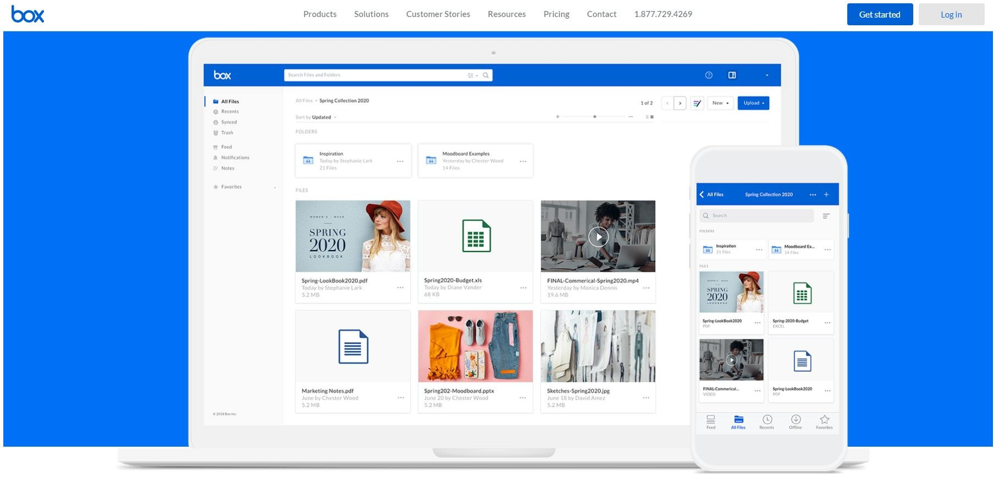 box
Products Solutions Customer Stories Resources Pricing Contact 1.877.729.4269
Get started Log in
box
Search Files and Folders
All Files
Recents
Synced
Trash
Feed
Notifications
Notes
Favorites
© 2018 Box Inc.
All Files > Spring Collection 2020
1 of 2
New
Upload
Sort by Updated
FOLDERS
Inspiration
Today by Stephanie Lark
21 Files
Moodboard Examples
Yesterday by Chester Wood
14 Files
FILES
WOMEN'S · WEAR
SPRING
2020
LOOKBOOK
Spring-LookBook2020.pdf
Today by Stephanie Lark
5.2 MB
Spring2020-Budget.xls
Today by Diane Vander
68 KB
FINAL-Commerical-Spring2020.mp4
Yesterday by Monica Dennis
19.6 MB
Marketing Notes.pdf
June by Chester Wood
5.2 MB
Spring202-Moodboard.pptx
June 20 by Chester Wood
5.2 MB
Sketches-Spring2020.jpg
June 18 by David Amez
5.2 MB
All Files
Spring Collection 2020
Search
FOLDERS
Inspiration
21 Files
Moodboard Ex...
14 Files
FILES
WOMEN'S · WEAR
SPRING
2020
LOOKBOOK
Spring-LookBook2020
PDF
Spring-2020-Budget
EXCEL
FINAL-Commerical...
VIDEO
Spring-LookBook2020
PDF
Feed
All Files
Recents
Offline
Favorites